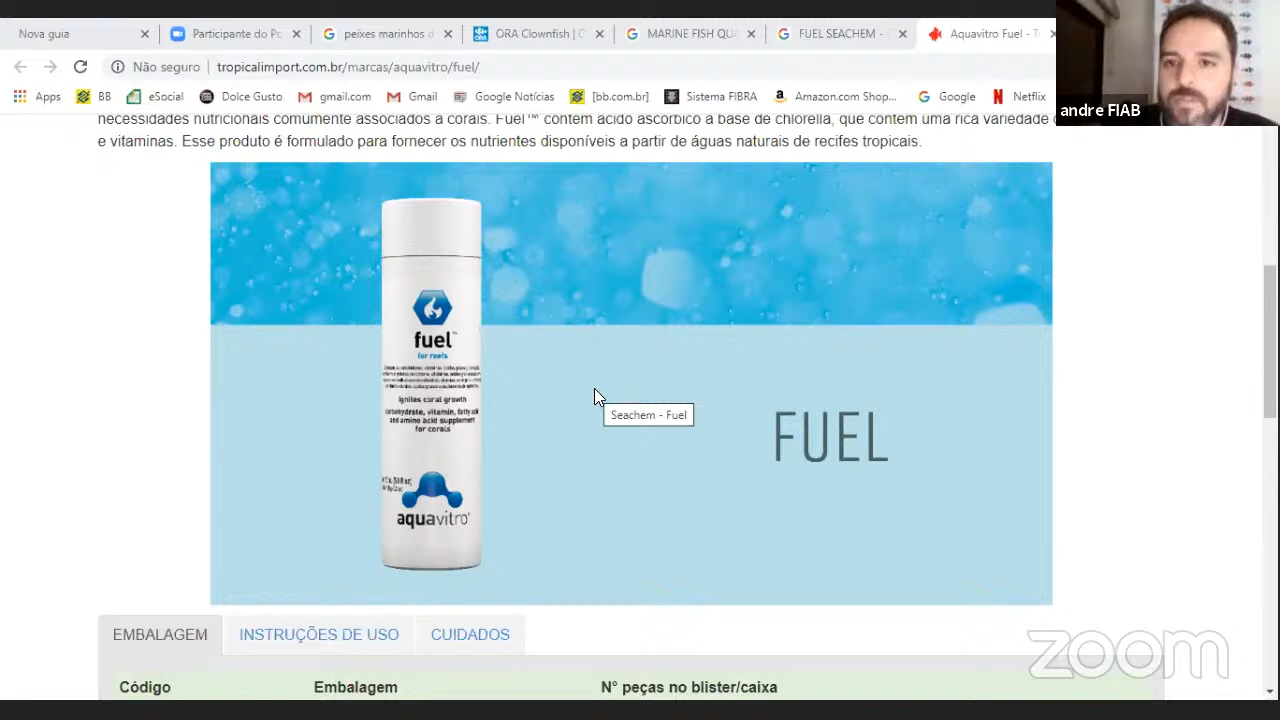 Nova guia
Participante do Po
peixes marinhos d
ORA Clownfish | C
MARINE FISH QUA
FUEL SEACHEM -
Aquavitro Fuel - T
Não seguro
tropicalimport.com.br/marcas/aquavitro/fuel/
Apps
BB
eSocial
Dolce Gusto
gmail.com
Gmail
Google Notícias
[bb.com.br]
Sistema FIBRA
Amazon.com Shop...
Google
Netflix
andre FIAB
necessidades nutricionais comumente associados a corais. Fuel™ contém ácido ascórbico à base de chlorella, que contém uma rica variedade
e vitaminas. Esse produto é formulado para fornecer os nutrientes disponíveis a partir de águas naturais de recifes tropicais.
fuel™
for reefs
ignites coral growth
carbohydrate, vitamin, fatty acid
and amino acid supplement
for corals
aquavitro
Seachem - Fuel
FUEL
EMBALAGEM
INSTRUÇÕES DE USO
CUIDADOS
zoom
Código
Embalagem
N° peças no blister/caixa